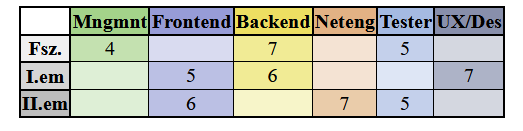 Mngmnt Frontend Backend Neteng Tester UX/Des
Fsz. 4 7 5
I.em 5 6 7
II.em 6 7 5